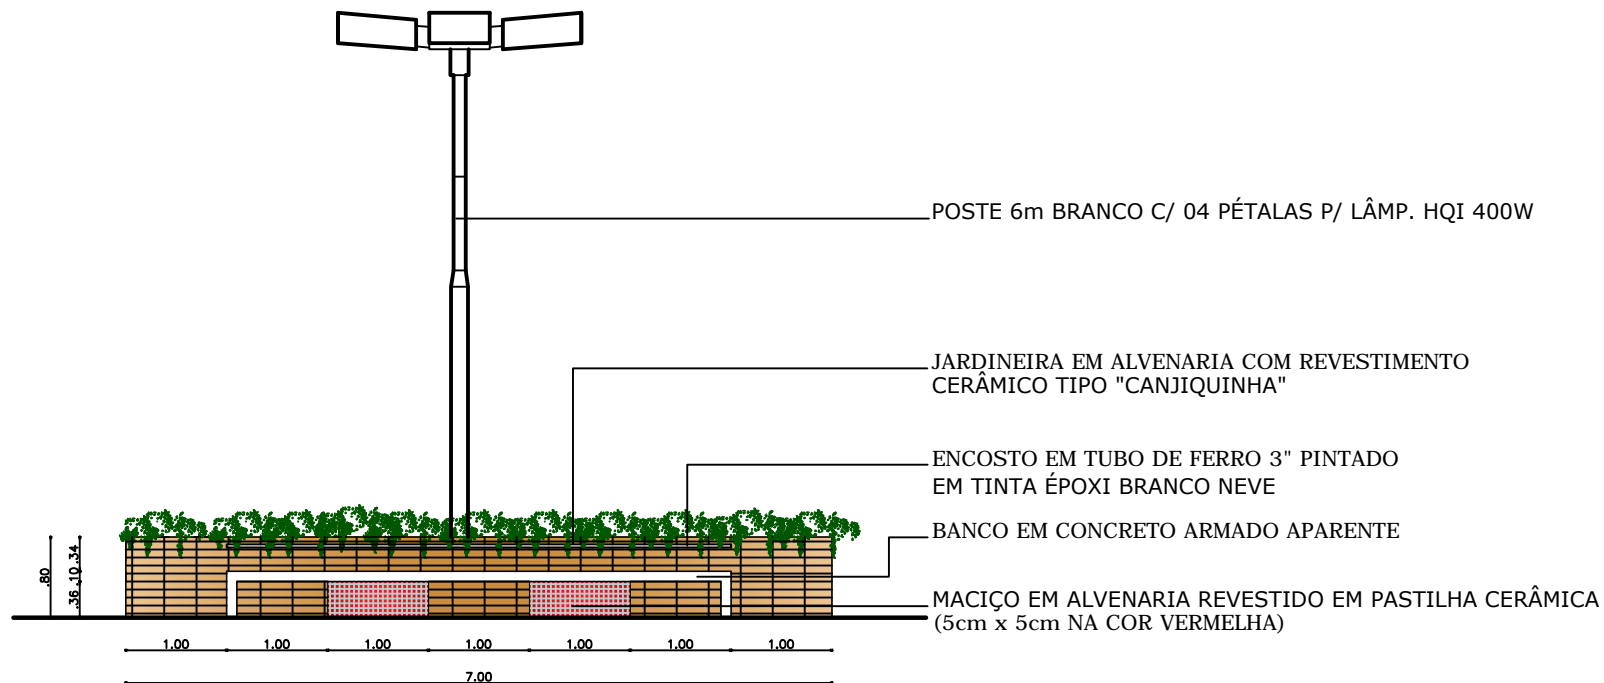 POSTE 6m BRANCO C/ 04 PÉTALAS P/ LÂMP. HQI 400W
JARDINEIRA EM ALVENARIA COM REVESTIMENTO
CERÂMICO TIPO "CANJIQUINHA"
ENCOSTO EM TUBO DE FERRO 3" PINTADO
EM TINTA ÉPOXI BRANCO NEVE
BANCO EM CONCRETO ARMADO APARENTE
MACIÇO EM ALVENARIA REVESTIDO EM PASTILHA CERÂMICA
(5cm x 5cm NA COR VERMELHA)
.80
.36 .10 .34
1.00 1.00 1.00 1.00 1.00 1.00 1.00
7.00